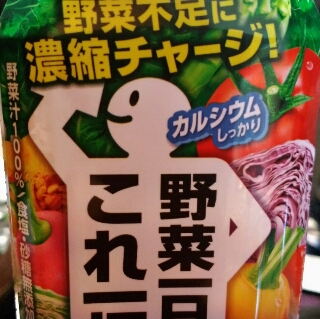 野菜不足に
濃縮チャージ!
カルシウム
しっかり
野菜一日
これ一
野菜汁100%/食塩・砂糖無添加